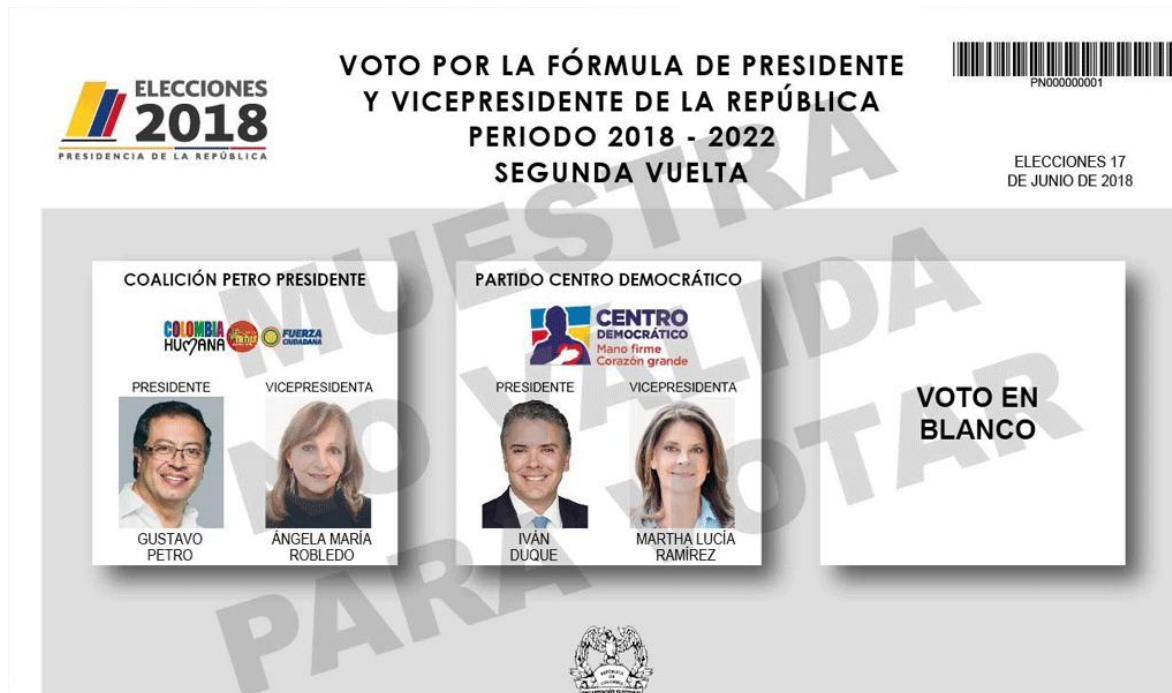 ELECCIONES
2018
PRESIDENCIA DE LA REPÚBLICA
VOTO POR LA FÓRMULA DE PRESIDENTE
Y VICEPRESIDENTE DE LA REPÚBLICA
PERIODO 2018 - 2022
SEGUNDA VUELTA
PN000000001
ELECCIONES 17
DE JUNIO DE 2018
MUESTRA
NO VALIDA
PARA VOTAR
COALICIÓN PETRO PRESIDENTE
COLOMBIA
HUMANA
FUERZA
CIUDADANA
PRESIDENTE
VICEPRESIDENTA
GUSTAVO
PETRO
ÁNGELA MARÍA
ROBLEDO
PARTIDO CENTRO DEMOCRÁTICO
CENTRO
DEMOCRÁTICO
Mano firme
Corazón grande
PRESIDENTE
VICEPRESIDENTA
IVÁN
DUQUE
MARTHA LUCÍA
RAMÍREZ
VOTO EN
BLANCO